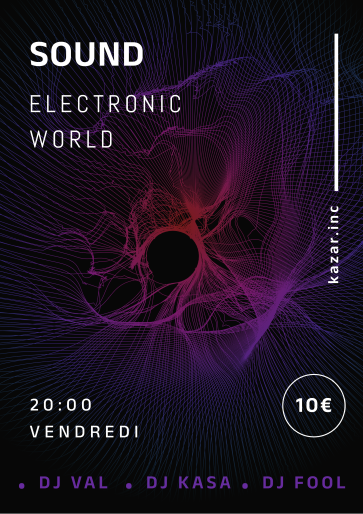 SOUND
ELECTRONIC
WORLD
kazar.inc
20:00
VENDREDI
10€
• DJ VAL • DJ KASA • DJ FOOL